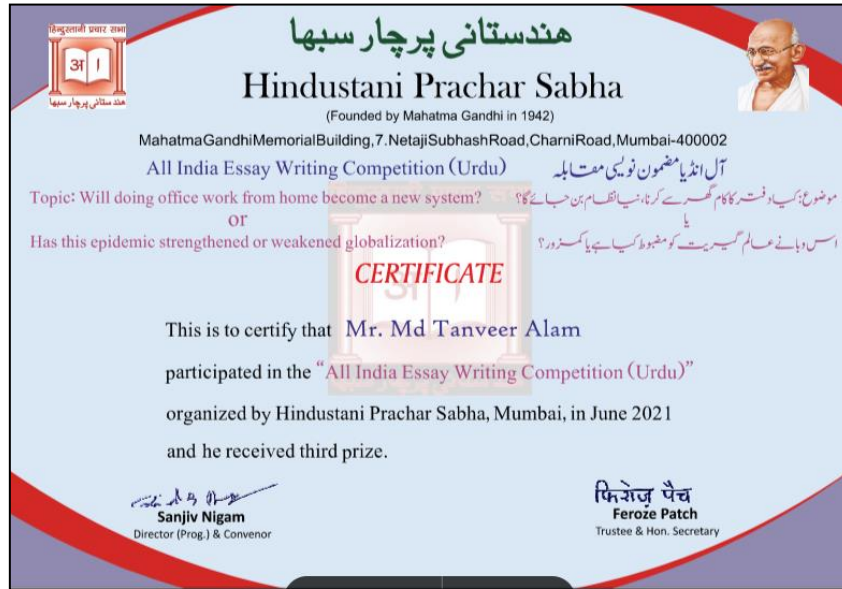 हिन्दुस्तानी प्रचार सभा
अ ا
ھندستانی پرچار سبھا
ھندستانی پرچار سبھا
Hindustani Prachar Sabha
(Founded by Mahatma Gandhi in 1942)
MahatmaGandhiMemorialBuilding,7.NetajiSubhashRoad,CharniRoad,Mumbai-400002
All India Essay Writing Competition (Urdu) آل انڈیا مضمون نویسی مقابلہ
Topic: Will doing office work from home become a new system? موضوع: کیا دفتر کا کام گھر سے کرنا، نیا نظام بن جائے گا؟
or یا
Has this epidemic strengthened or weakened globalization? اس وبا نے عالم گیریت کو مضبوط کیا ہے یا کمزور؟
CERTIFICATE
This is to certify that Mr. Md Tanveer Alam
participated in the “All India Essay Writing Competition (Urdu)”
organized by Hindustani Prachar Sabha, Mumbai, in June 2021
and he received third prize.
फिरोज़ पैच
Sanjiv Nigam Feroze Patch
Director (Prog.) & Convenor Trustee & Hon. Secretary